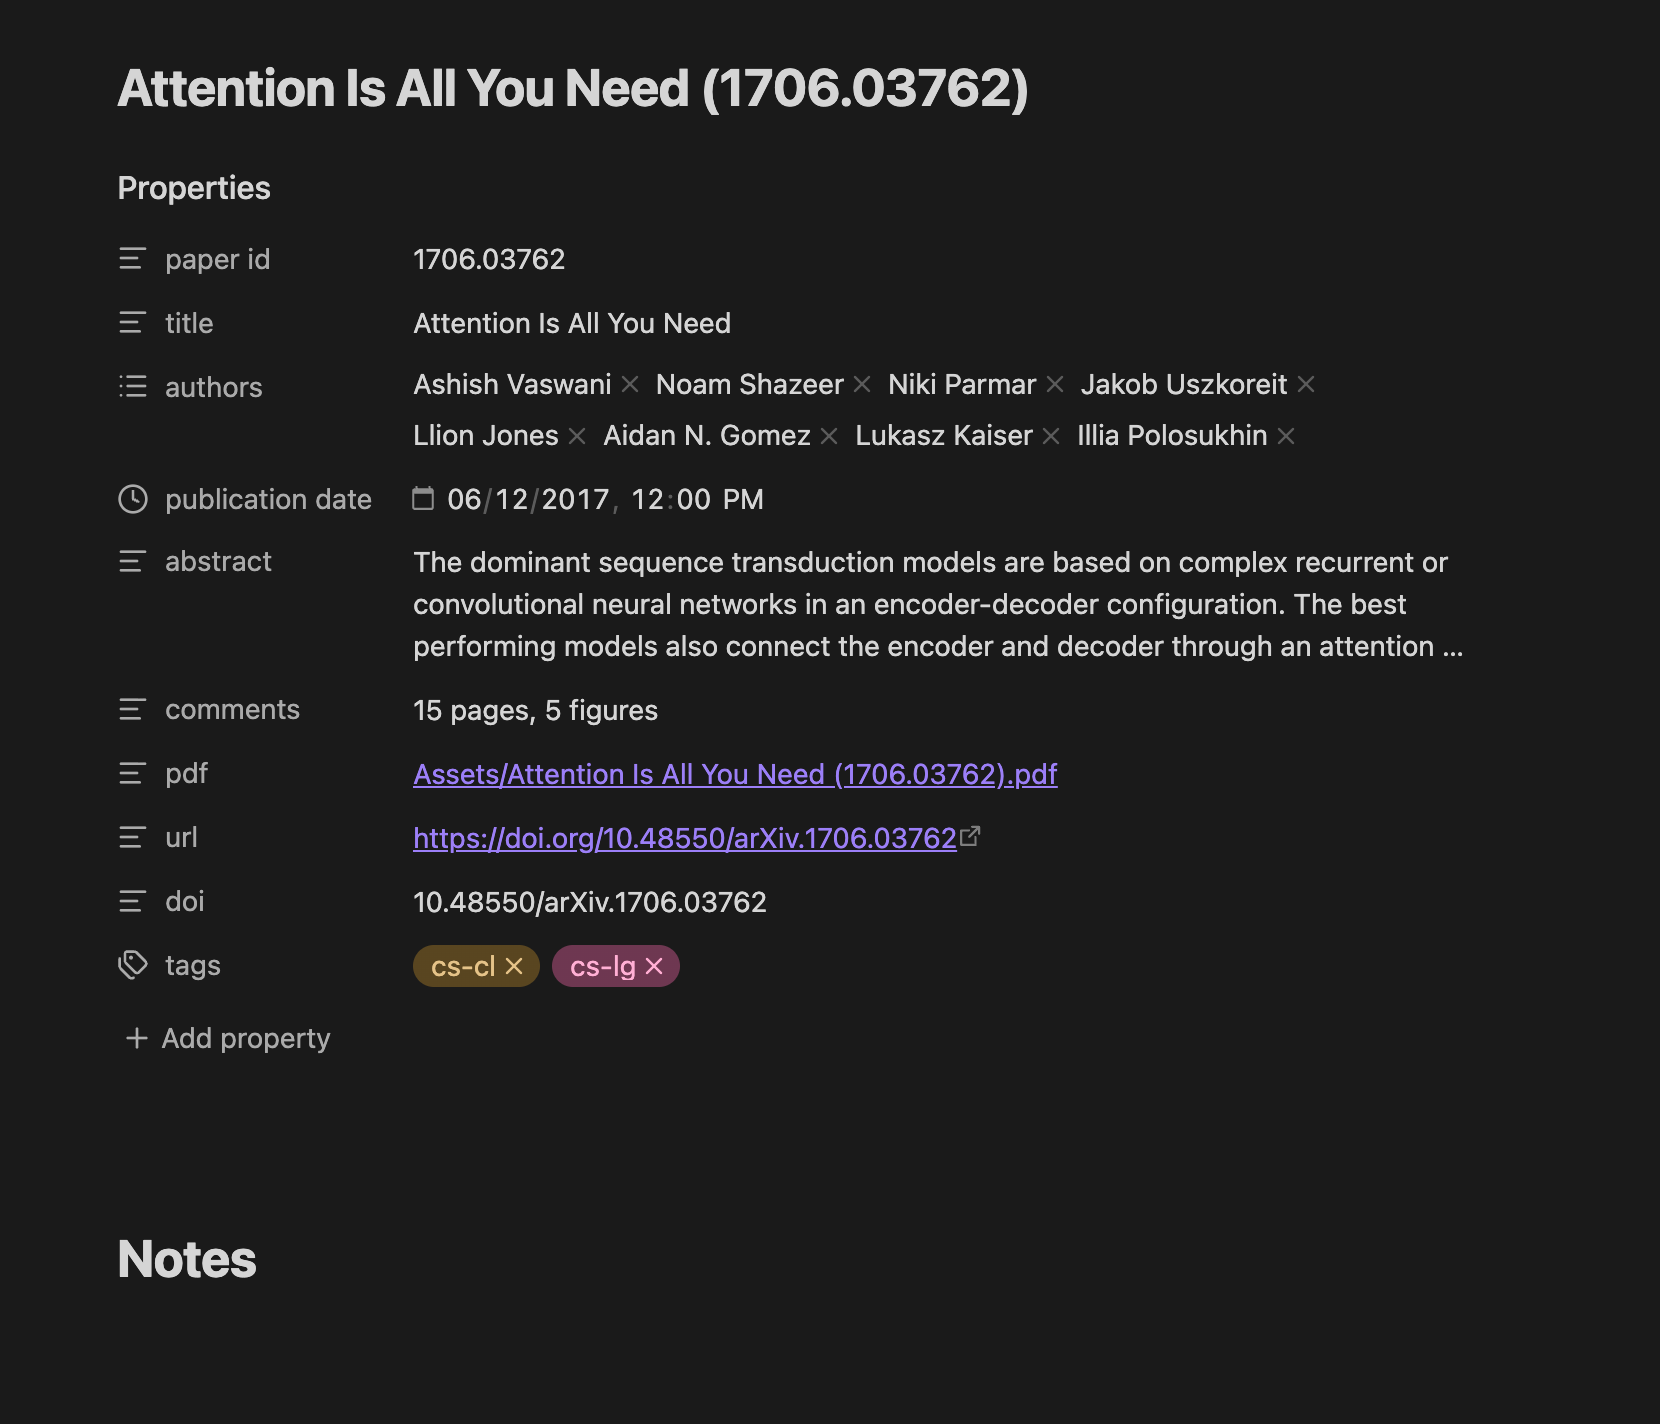 Attention Is All You Need (1706.03762)
Properties
paper id 1706.03762
title Attention Is All You Need
authors Ashish Vaswani × Noam Shazeer × Niki Parmar × Jakob Uszkoreit ×
Llion Jones × Aidan N. Gomez × Lukasz Kaiser × Illia Polosukhin ×
publication date 06/12/2017, 12:00 PM
abstract The dominant sequence transduction models are based on complex recurrent or
convolutional neural networks in an encoder-decoder configuration. The best
performing models also connect the encoder and decoder through an attention ...
comments 15 pages, 5 figures
pdf Assets/Attention Is All You Need (1706.03762).pdf
url https://doi.org/10.48550/arXiv.1706.03762
doi 10.48550/arXiv.1706.03762
tags cs-cl × cs-lg ×
+ Add property
Notes